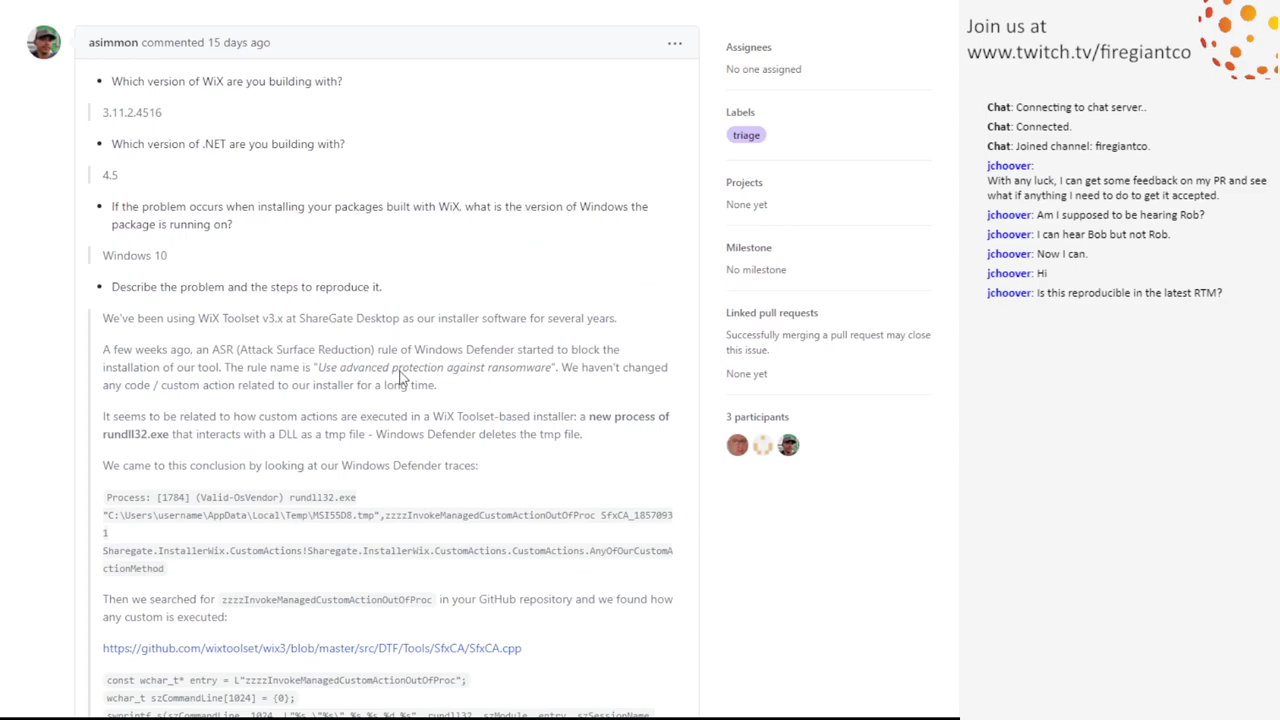 asimmon commented 15 days ago
Which version of WiX are you building with?
3.11.2.4516
Which version of .NET are you building with?
4.5
If the problem occurs when installing your packages built with WiX, what is the version of Windows the
package is running on?
Windows 10
Describe the problem and the steps to reproduce it.
We've been using WiX Toolset v3.x at ShareGate Desktop as our installer software for several years.
A few weeks ago, an ASR (Attack Surface Reduction) rule of Windows Defender started to block the
installation of our tool. The rule name is "Use advanced protection against ransomware". We haven't changed
any code / custom action related to our installer for a long time.
It seems to be related to how custom actions are executed in a WiX Toolset-based installer: a new process of
rundll32.exe that interacts with a DLL as a tmp file - Windows Defender deletes the tmp file.
We came to this conclusion by looking at our Windows Defender traces:
Process: [1784] (Valid-OsVendor) rundll32.exe
"C:\Users\username\AppData\Local\Temp\MSI55D8.tmp",zzzzInvokeManagedCustomActionOutOfProc SfxCA_1857093
1
Sharegate.InstallerWix.CustomActions!Sharegate.InstallerWix.CustomActions.CustomActions.AnyOfOurCustomA
ctionMethod
Then we searched for zzzzInvokeManagedCustomActionOutOfProc in your GitHub repository and we found how
any custom is executed:
https://github.com/wixtoolset/wix3/blob/master/src/DTF/Tools/SfxCA/SfxCA.cpp
const wchar_t* entry = L"zzzzInvokeManagedCustomActionOutOfProc";
wchar_t szCommandLine[1024] = {0};
swprintf_s(szCommandLine, 1024, L"%s \"%s\",%s %s %d %s", rundll32, szModule, entry, szSessionName,
Assignees
No one assigned
Labels
triage
Projects
None yet
Milestone
No milestone
Linked pull requests
Successfully merging a pull request may close
this issue.
None yet
3 participants
Join us at
www.twitch.tv/firegiantco
Chat: Connecting to chat server..
Chat: Connected.
Chat: Joined channel: firegiantco.
jchoover:
With any luck, I can get some feedback on my PR and see
what if anything I need to do to get it accepted.
jchoover: Am I supposed to be hearing Rob?
jchoover: I can hear Bob but not Rob.
jchoover: Now I can.
jchoover: Hi
jchoover: Is this reproducible in the latest RTM?